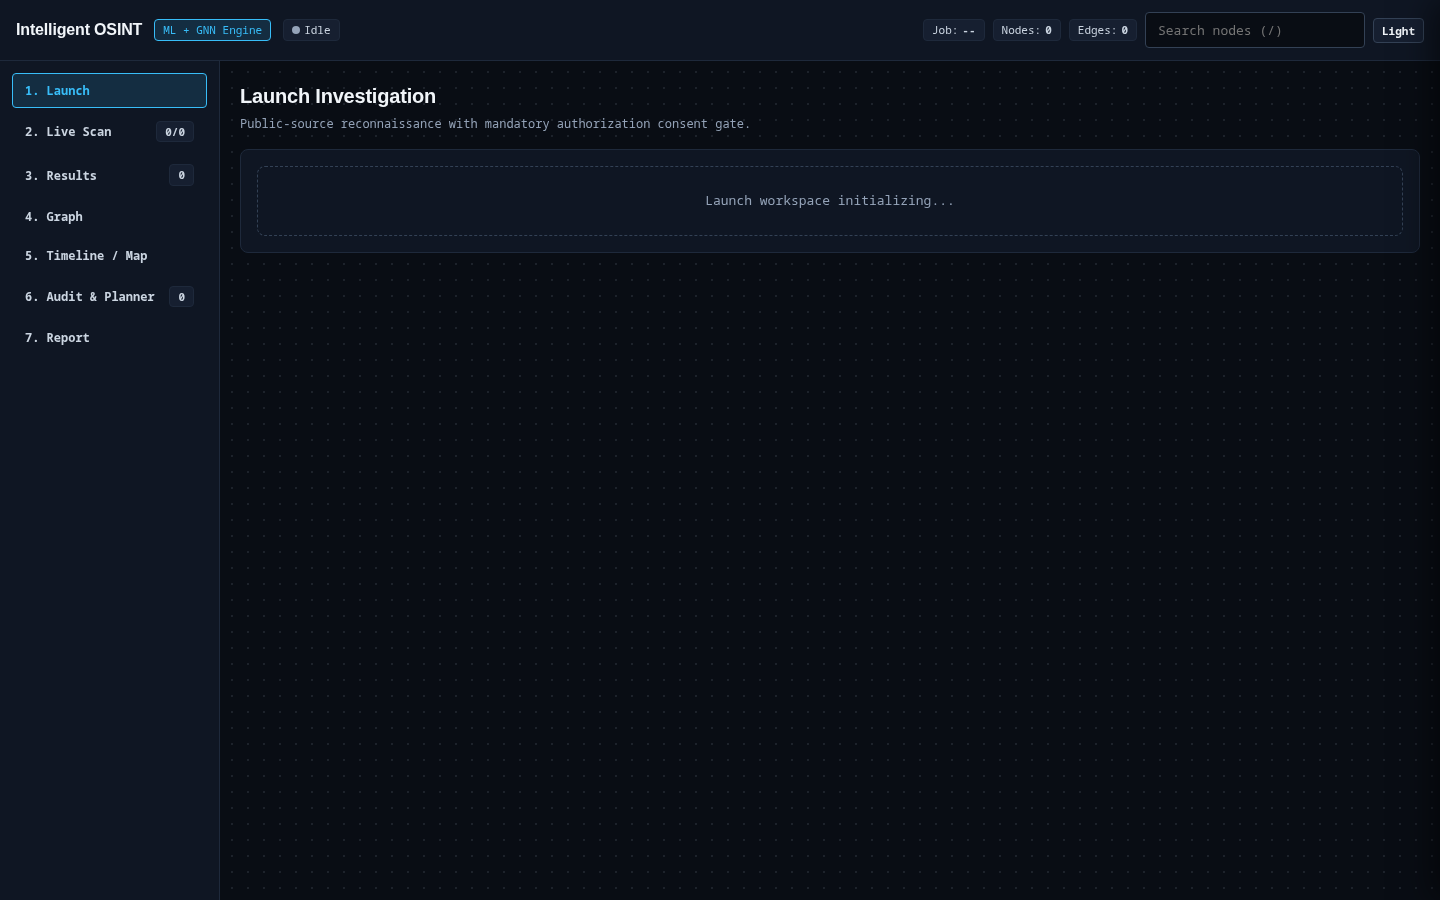 Intelligent OSINT
ML + GNN Engine
Idle
Job: --
Nodes: 0
Edges: 0
Search nodes (/)
Light
1. Launch
2. Live Scan
0/0
3. Results
0
4. Graph
5. Timeline / Map
6. Audit & Planner
0
7. Report
Launch Investigation
Public-source reconnaissance with mandatory authorization consent gate.
Launch workspace initializing...